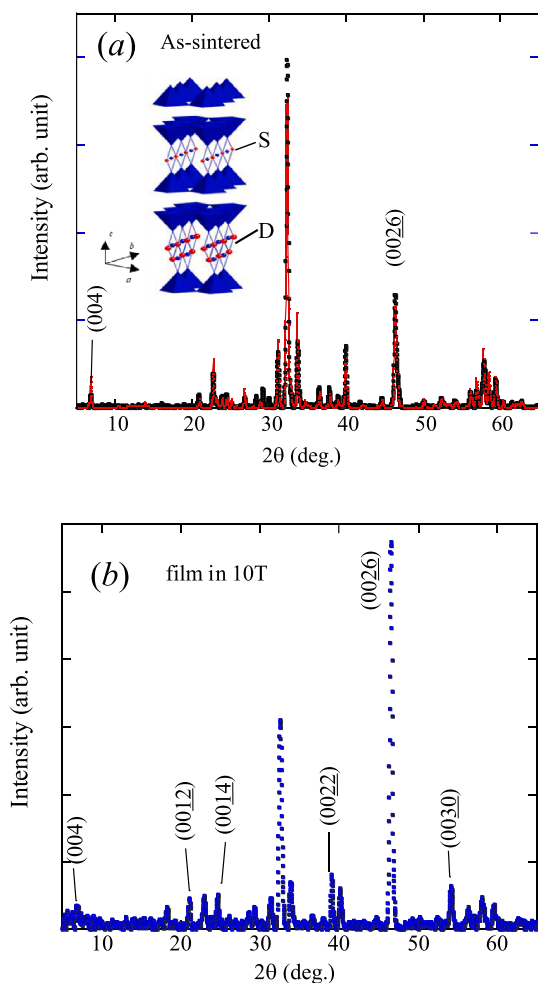 (a) As-sintered
S
D
c
b
a
(004)
(0026)
Intensity (arb. unit)
10 20 30 40 50 60
2θ (deg.)
(b) film in 10T
(004)
(0012)
(0014)
(0022)
(0026)
(0030)
Intensity (arb. unit)
10 20 30 40 50 60
2θ (deg.)